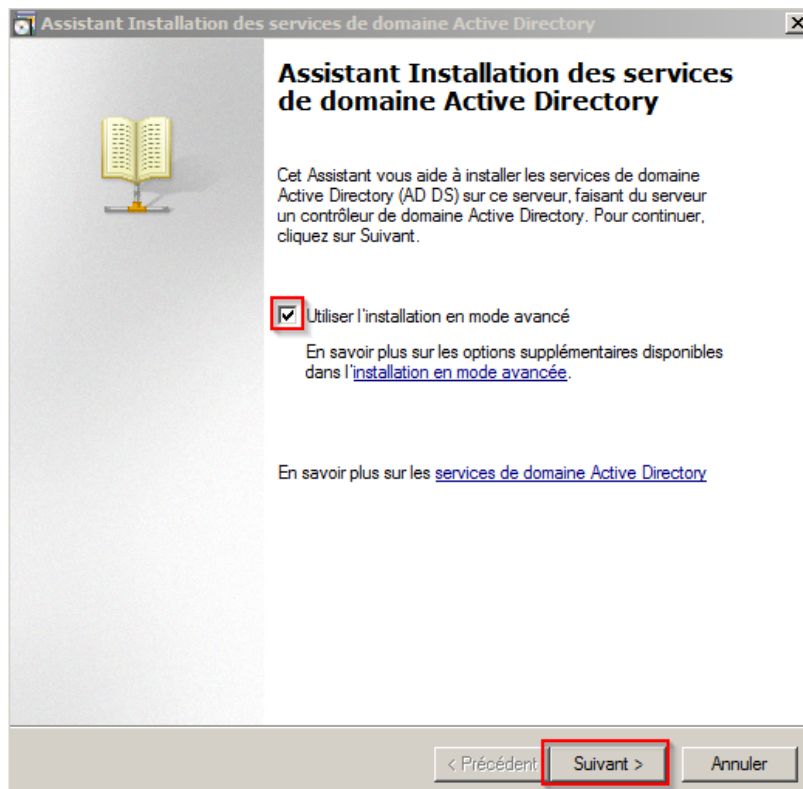 Assistant Installation des services de domaine Active Directory
Assistant Installation des services
de domaine Active Directory
Cet Assistant vous aide à installer les services de domaine
Active Directory (AD DS) sur ce serveur, faisant du serveur
un contrôleur de domaine Active Directory. Pour continuer,
cliquez sur Suivant.
Utiliser l'installation en mode avancé
En savoir plus sur les options supplémentaires disponibles
dans l'installation en mode avancée.
En savoir plus sur les services de domaine Active Directory
< Précédent Suivant > Annuler